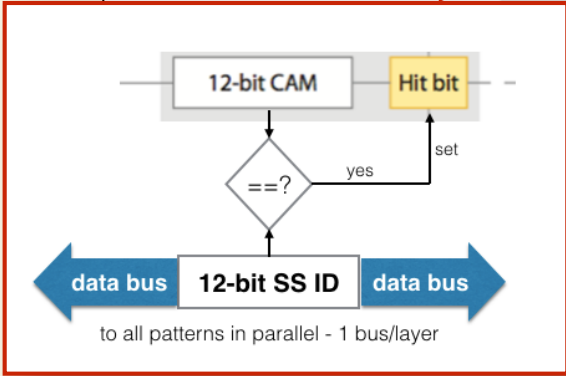 12-bit CAM
Hit bit
==?
yes
set
data bus
12-bit SS ID
data bus
to all patterns in parallel - 1 bus/layer